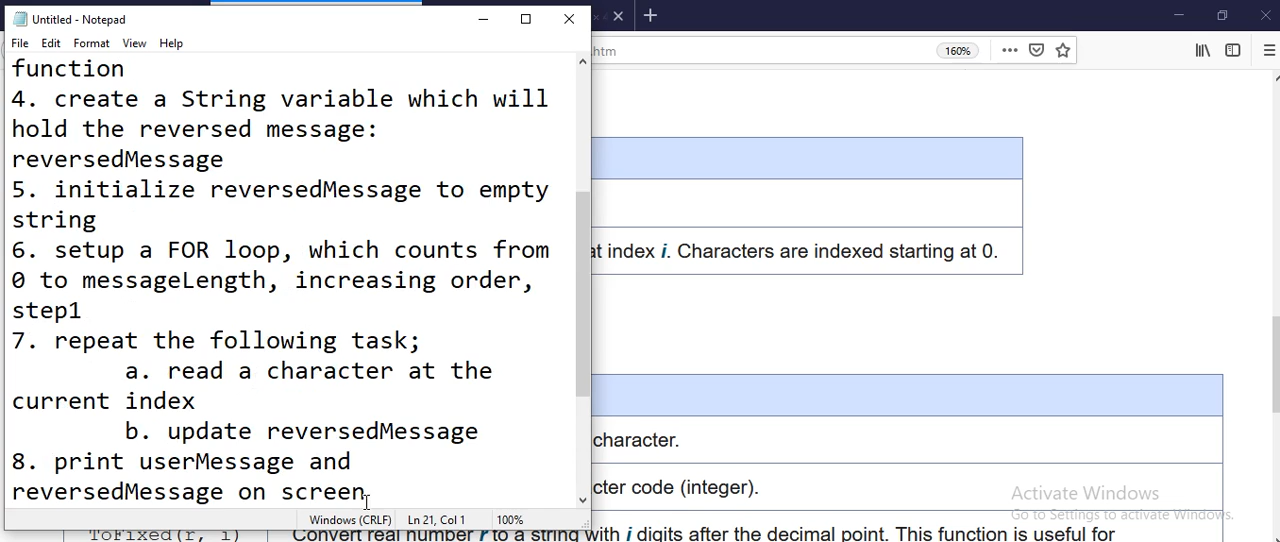 Untitled - Notepad
File Edit Format View Help
function
4. create a String variable which will
hold the reversed message:
reversedMessage
5. initialize reversedMessage to empty
string
6. setup a FOR loop, which counts from
0 to messageLength, increasing order,
step1
7. repeat the following task;
a. read a character at the
current index
b. update reversedMessage
8. print userMessage and
reversedMessage on screen
Windows (CRLF) Ln 21, Col 1 100%
.htm
160%
at index i. Characters are indexed starting at 0.
character.
cter code (integer).
Activate Windows
Go to Settings to activate Windows.
ToFixed(r, i) Convert real number r to a string with i digits after the decimal point. This function is useful for